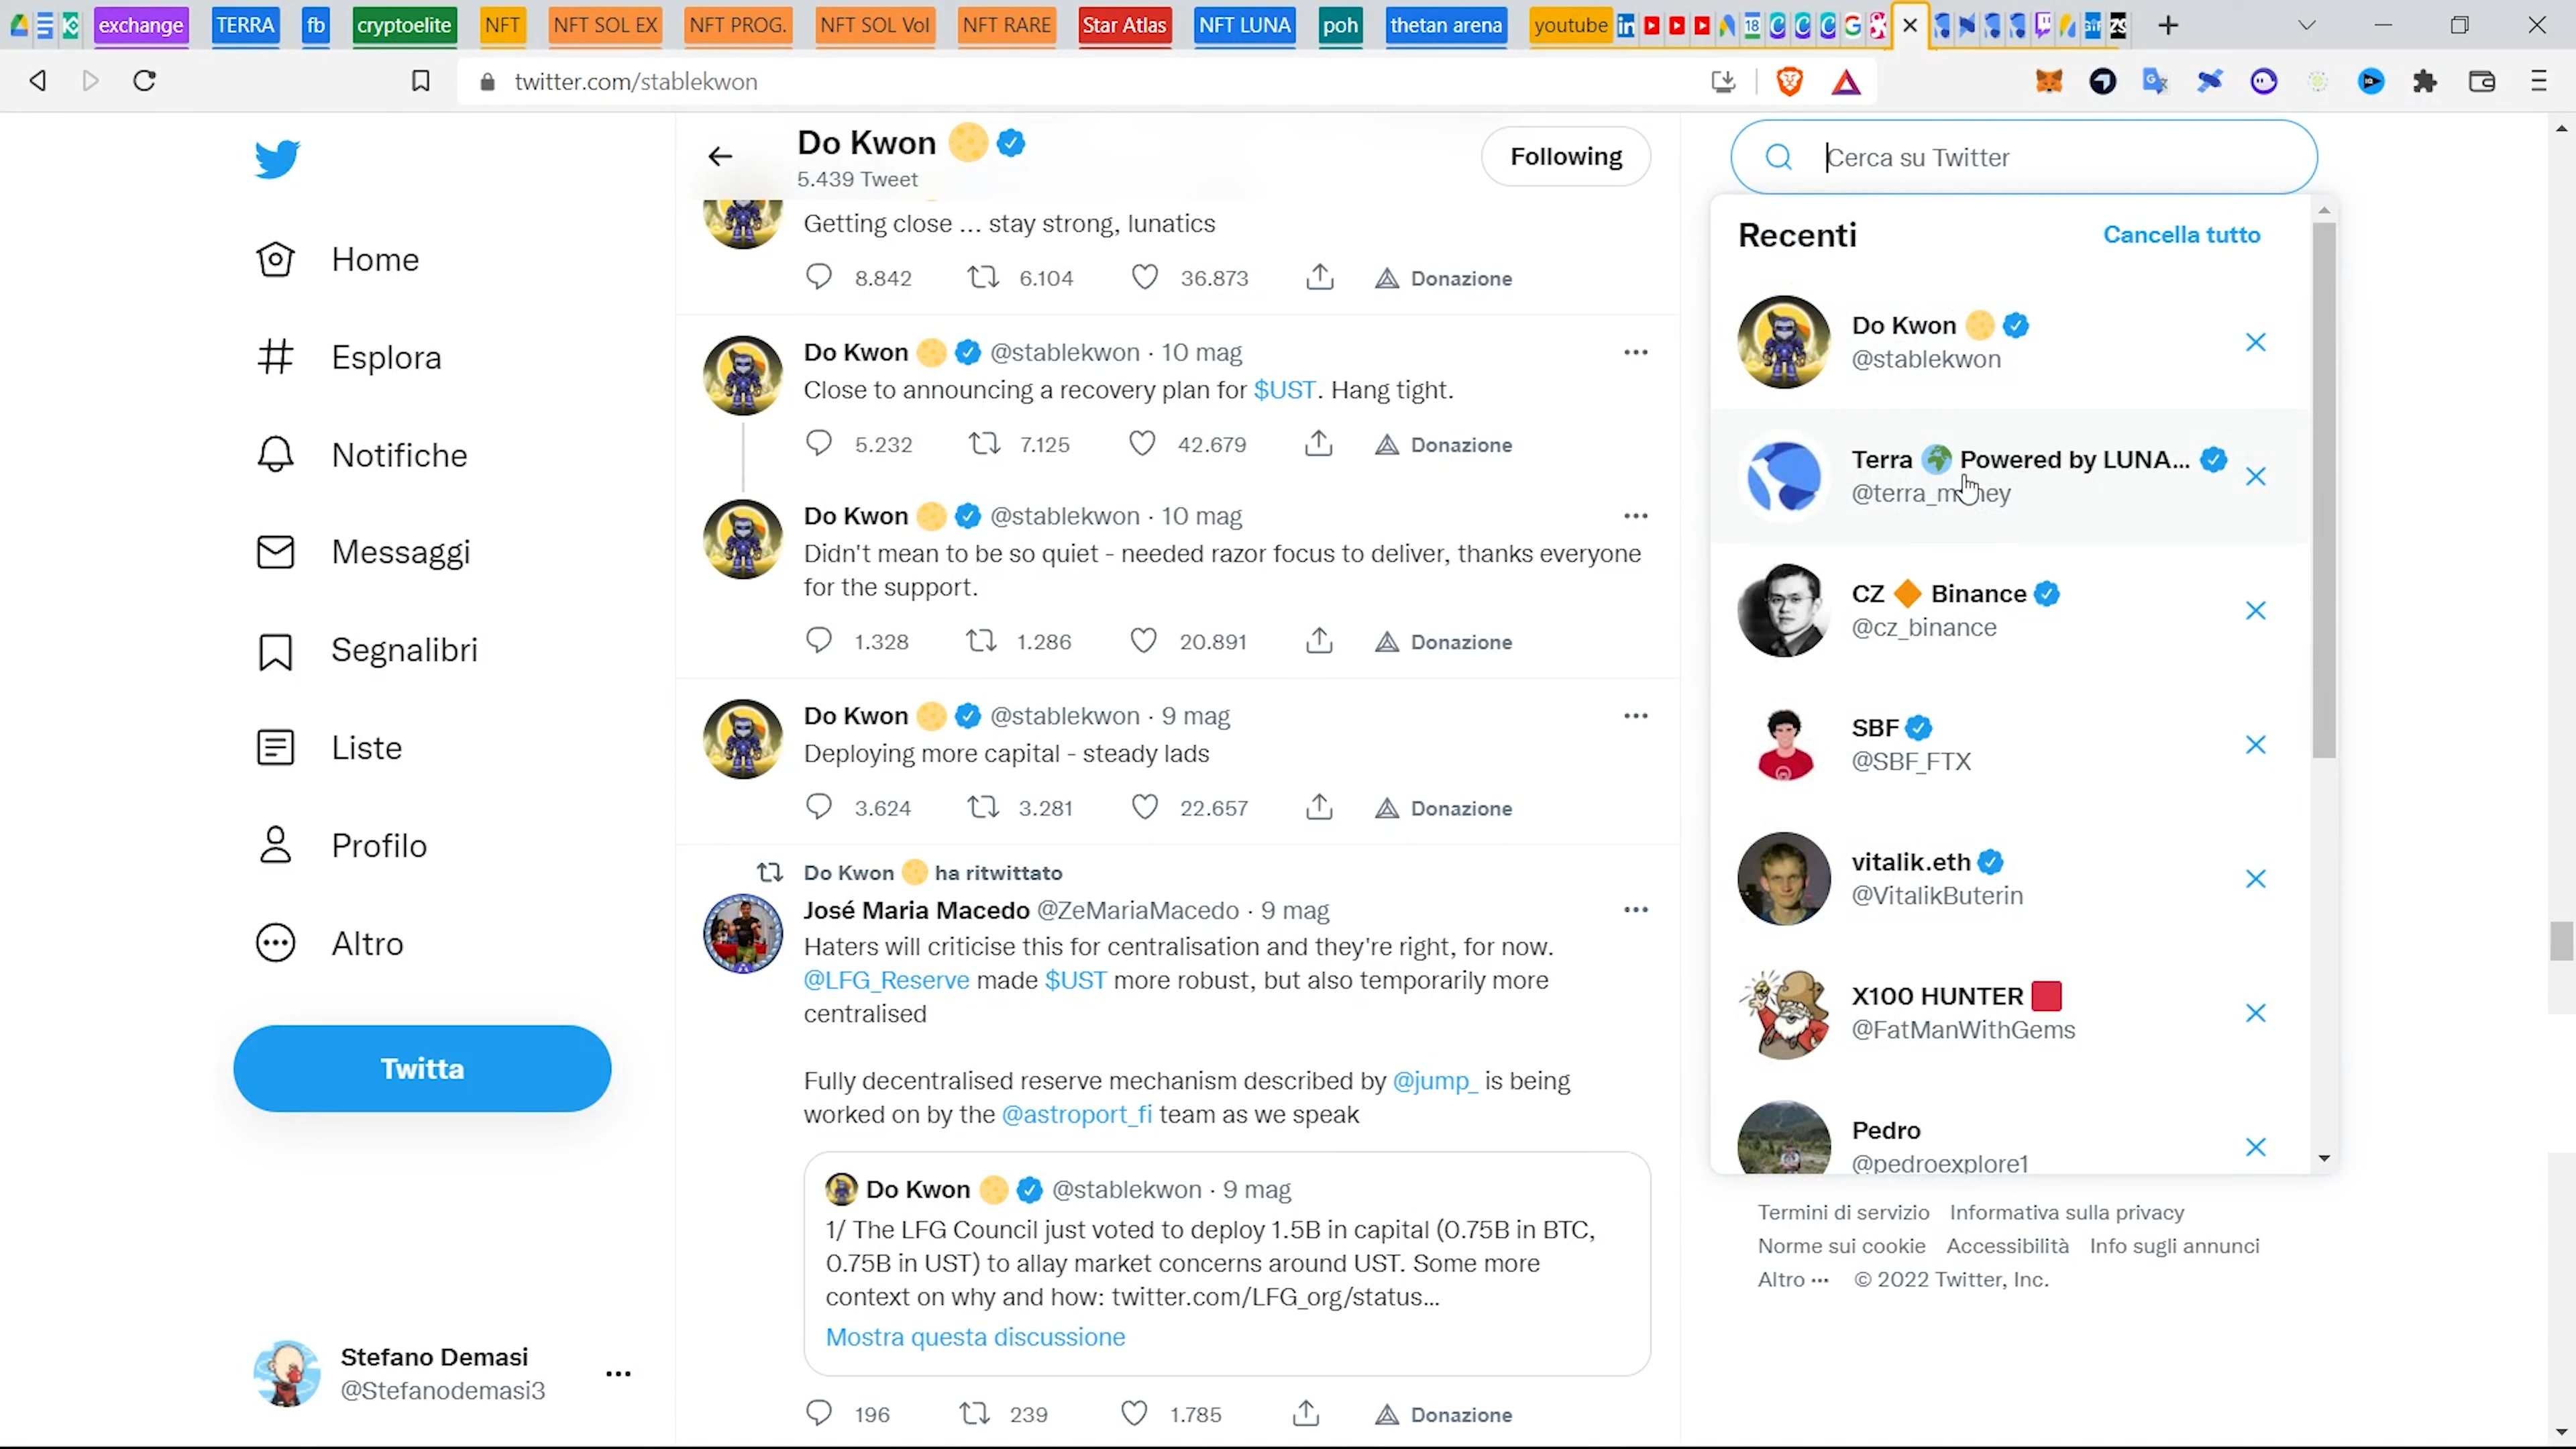 exchange TERRA fb cryptoelite NFT NFT SOL EX NFT PROG. NFT SOL Vol NFT RARE Star Atlas NFT LUNA poh thetan arena youtube
twitter.com/stablekwon
Home
Esplora
Notifiche
Messaggi
Segnalibri
Liste
Profilo
Altro
Twitta
Stefano Demasi
@Stefanodemasi3
Do Kwon
5.439 Tweet
Following
Getting close ... stay strong, lunatics
8.842 6.104 36.873 Donazione
Do Kwon @stablekwon · 10 mag
Close to announcing a recovery plan for $UST. Hang tight.
5.232 7.125 42.679 Donazione
Do Kwon @stablekwon · 10 mag
Didn't mean to be so quiet - needed razor focus to deliver, thanks everyone
for the support.
1.328 1.286 20.891 Donazione
Do Kwon @stablekwon · 9 mag
Deploying more capital - steady lads
3.624 3.281 22.657 Donazione
Do Kwon ha ritwittato
José Maria Macedo @ZeMariaMacedo · 9 mag
Haters will criticise this for centralisation and they're right, for now.
@LFG_Reserve made $UST more robust, but also temporarily more
centralised
Fully decentralised reserve mechanism described by @jump_ is being
worked on by the @astroport_fi team as we speak
Do Kwon @stablekwon · 9 mag
1/ The LFG Council just voted to deploy 1.5B in capital (0.75B in BTC,
0.75B in UST) to allay market concerns around UST. Some more
context on why and how: twitter.com/LFG_org/status...
Mostra questa discussione
196 239 1.785 Donazione
Cerca su Twitter
Recenti Cancella tutto
Do Kwon
@stablekwon
Terra Powered by LUNA...
@terra_money
CZ Binance
@cz_binance
SBF
@SBF_FTX
vitalik.eth
@VitalikButerin
X100 HUNTER
@FatManWithGems
Pedro
@pedroexplore1
Termini di servizio Informativa sulla privacy
Norme sui cookie Accessibilità Info sugli annunci
Altro ··· © 2022 Twitter, Inc.